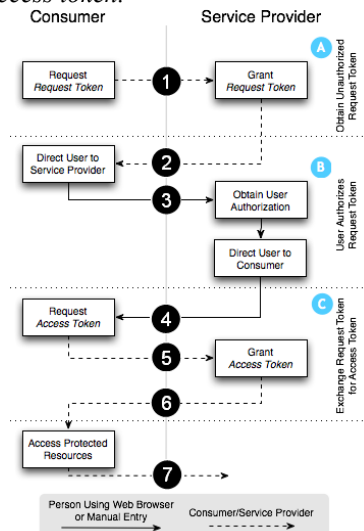 access token.
Consumer
Service Provider
A
Request
Request Token
1
Grant
Request Token
Obtain Unauthorized
Request Token
2
Direct User to
Service Provider
B
3
Obtain User
Authorization
Direct User to
Consumer
User Authorizes
Request Token
C
Request
Access Token
4
5
Grant
Access Token
Exchange Request Token
for Access Token
6
Access Protected
Resources
7
Person Using Web Browser
or Manual Entry
Consumer/Service Provider